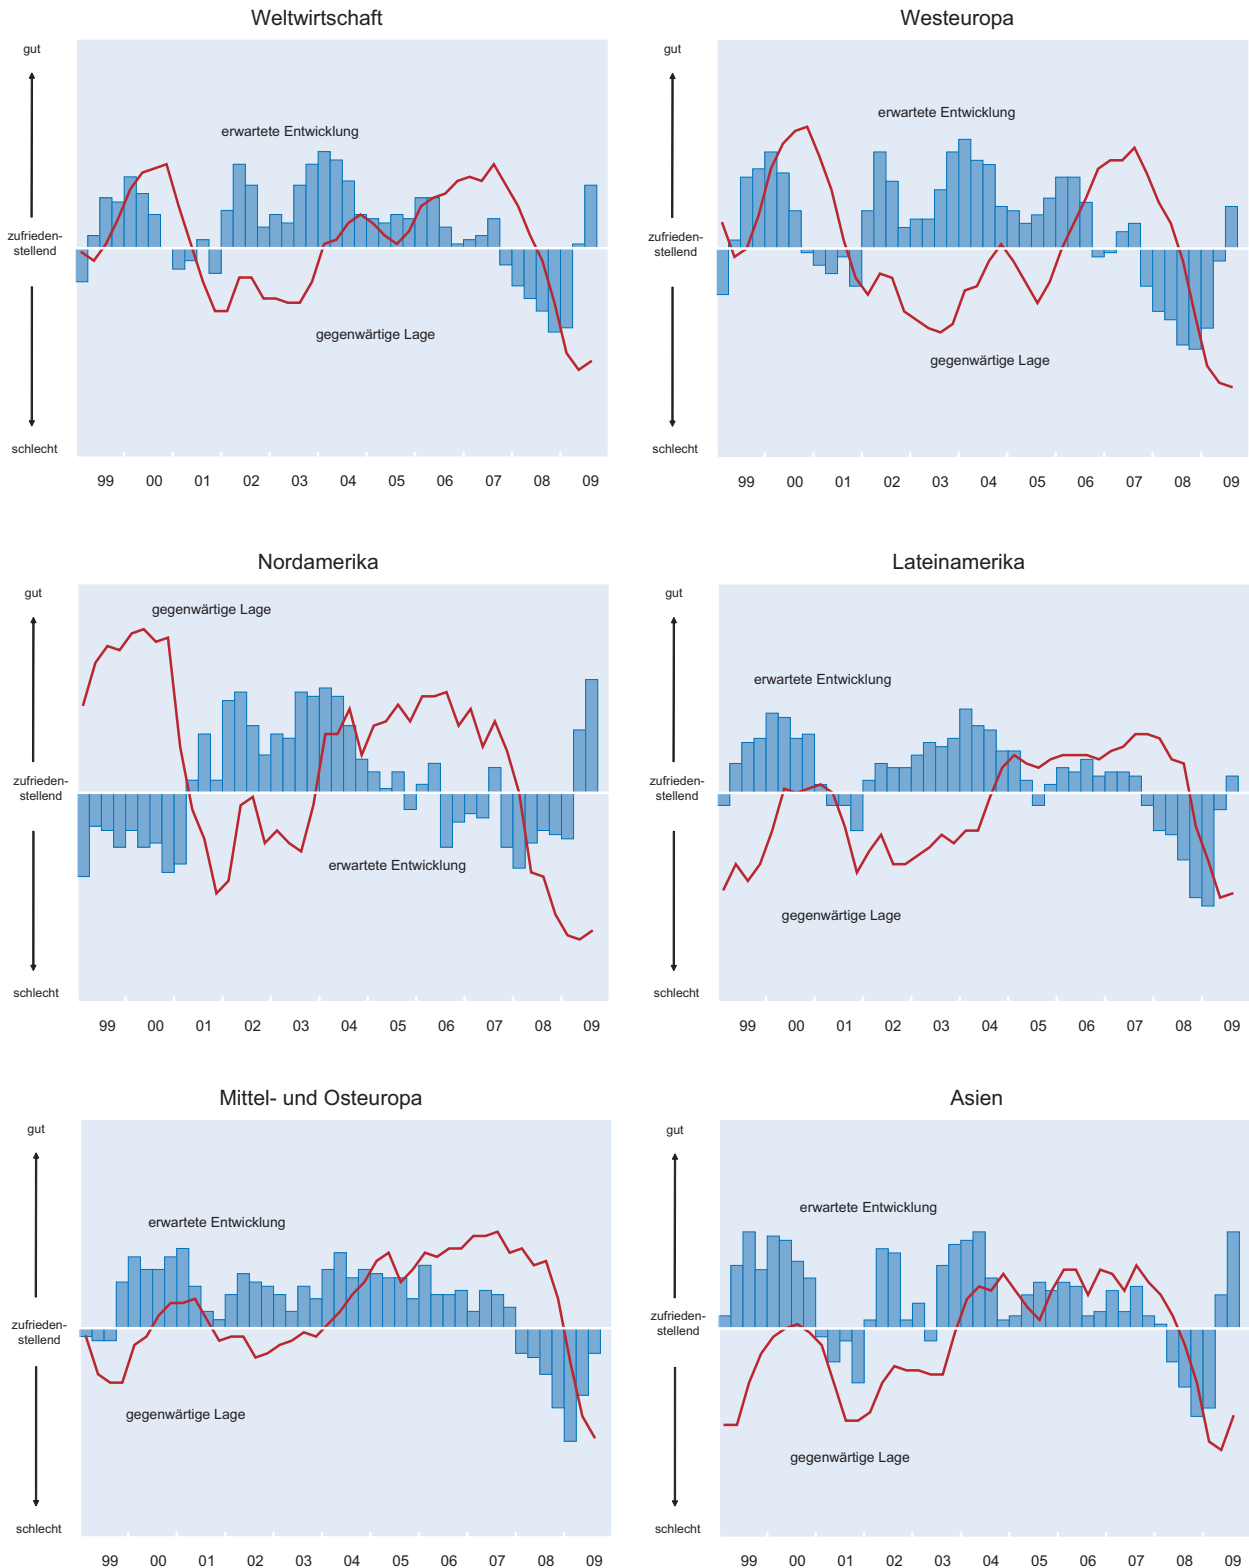 Weltwirtschaft
gut
zufrieden-
stellend
schlecht
erwartete Entwicklung
gegenwärtige Lage
99 00 01 02 03 04 05 06 07 08 09
Westeuropa
gut
zufrieden-
stellend
schlecht
erwartete Entwicklung
gegenwärtige Lage
99 00 01 02 03 04 05 06 07 08 09
Nordamerika
gut
zufrieden-
stellend
schlecht
gegenwärtige Lage
erwartete Entwicklung
99 00 01 02 03 04 05 06 07 08 09
Lateinamerika
gut
zufrieden-
stellend
schlecht
erwartete Entwicklung
gegenwärtige Lage
99 00 01 02 03 04 05 06 07 08 09
Mittel- und Osteuropa
gut
zufrieden-
stellend
schlecht
erwartete Entwicklung
gegenwärtige Lage
99 00 01 02 03 04 05 06 07 08 09
Asien
gut
zufrieden-
stellend
schlecht
erwartete Entwicklung
gegenwärtige Lage
99 00 01 02 03 04 05 06 07 08 09